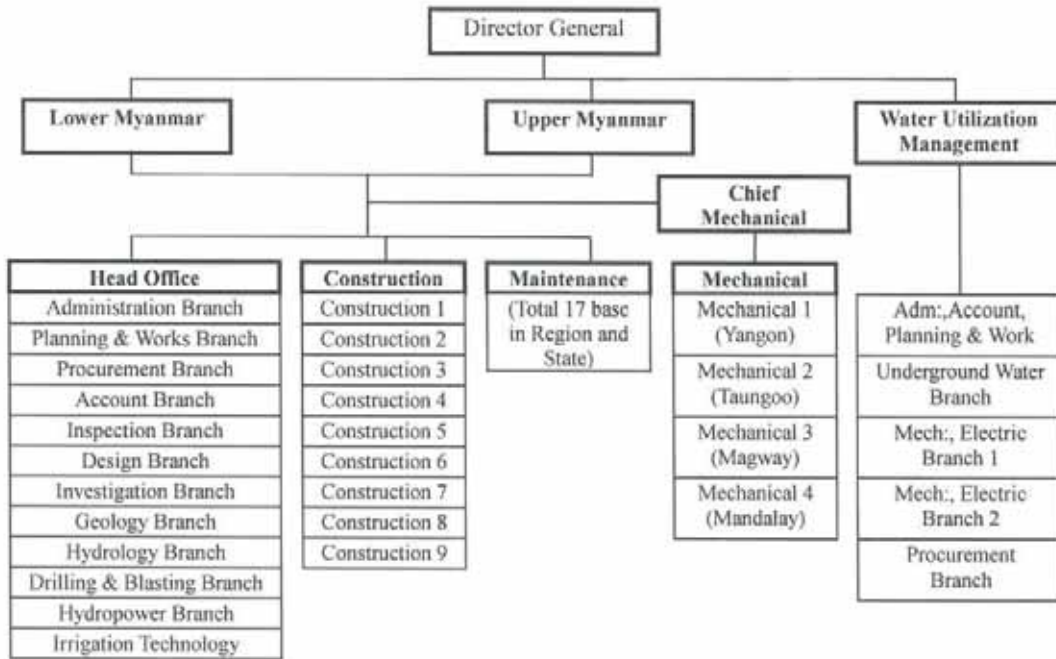 Director General
Lower Myanmar
Upper Myanmar
Water Utilization
Management
Chief
Mechanical
Head Office
Administration Branch
Planning & Works Branch
Procurement Branch
Account Branch
Inspection Branch
Design Branch
Investigation Branch
Geology Branch
Hydrology Branch
Drilling & Blasting Branch
Hydropower Branch
Irrigation Technology
Construction
Construction 1
Construction 2
Construction 3
Construction 4
Construction 5
Construction 6
Construction 7
Construction 8
Construction 9
Maintenance
(Total 17 base
in Region and
State)
Mechanical
Mechanical 1
(Yangon)
Mechanical 2
(Taungoo)
Mechanical 3
(Magway)
Mechanical 4
(Mandalay)
Adm:,Account,
Planning & Work
Underground Water
Branch
Mech:, Electric
Branch 1
Mech:, Electric
Branch 2
Procurement
Branch